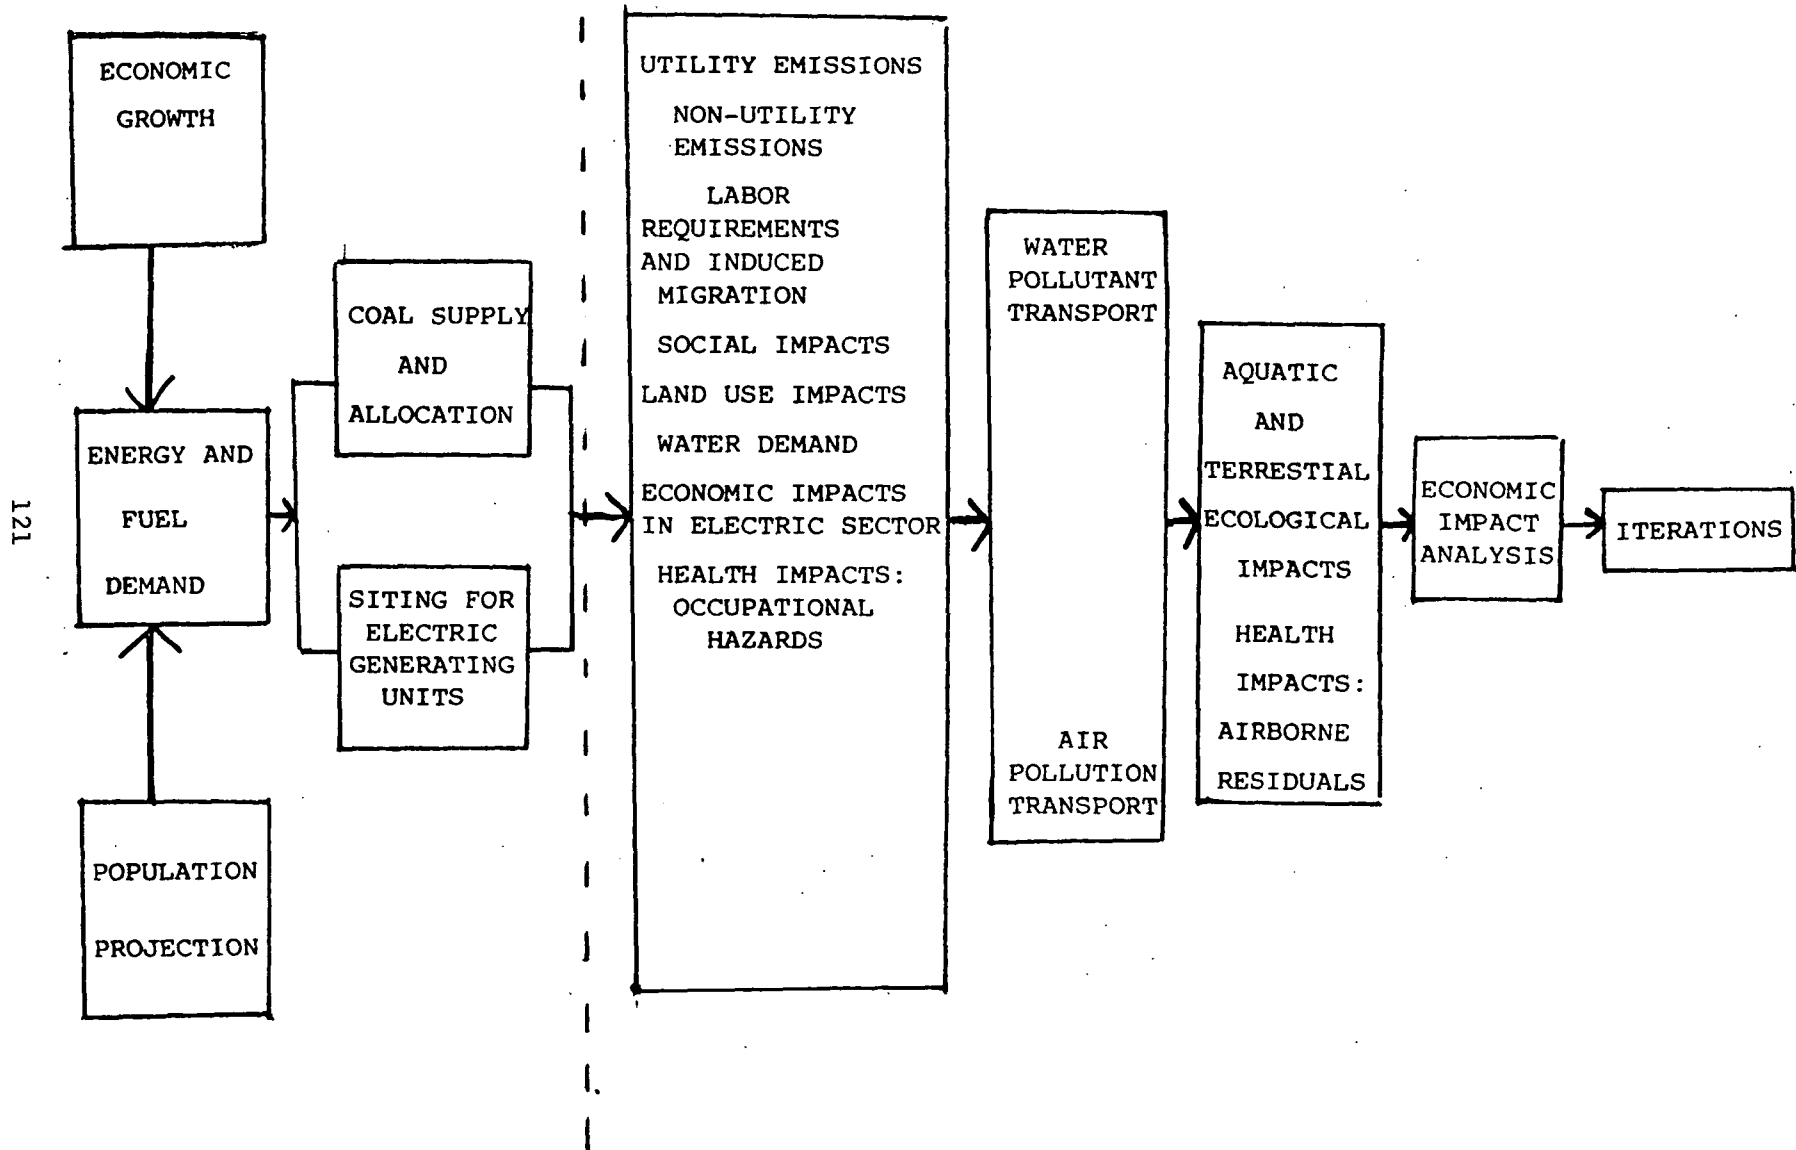 ECONOMIC
GROWTH
ENERGY AND
FUEL
DEMAND
POPULATION
PROJECTION
COAL SUPPLY
AND
ALLOCATION
SITING FOR
ELECTRIC
GENERATING
UNITS
UTILITY EMISSIONS
NON-UTILITY
EMISSIONS
LABOR
REQUIREMENTS
AND INDUCED
MIGRATION
SOCIAL IMPACTS
LAND USE IMPACTS
WATER DEMAND
ECONOMIC IMPACTS
IN ELECTRIC SECTOR
HEALTH IMPACTS:
OCCUPATIONAL
HAZARDS
WATER
POLLUTANT
TRANSPORT
AIR
POLLUTION
TRANSPORT
AQUATIC
AND
TERRESTIAL
ECOLOGICAL
IMPACTS
HEALTH
IMPACTS:
AIRBORNE
RESIDUALS
ECONOMIC
IMPACT
ANALYSIS
ITERATIONS
121